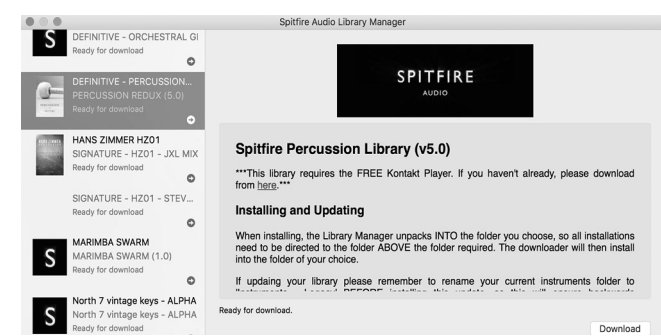 Spitfire Audio Library Manager
S
DEFINITIVE - ORCHESTRAL GI
Ready for download
DEFINITIVE - PERCUSSION...
PERCUSSION REDUX (5.0)
Ready for download
HANS ZIMMER HZ01
SIGNATURE - HZ01 - JXL MIX
Ready for download
SIGNATURE - HZ01 - STEV...
Ready for download
S
MARIMBA SWARM
MARIMBA SWARM (1.0)
Ready for download
S
North 7 vintage keys - ALPHA
North 7 vintage keys - ALPHA
Ready for download
SPITFIRE
AUDIO
Spitfire Percussion Library (v5.0)
***This library requires the FREE Kontakt Player. If you haven't already, please download
from here.***
Installing and Updating
When installing, the Library Manager unpacks INTO the folder you choose, so all installations
need to be directed to the folder ABOVE the folder required. The downloader will then install
into the folder of your choice.
If updaing your library please remember to rename your current instruments folder to
Ready for download.
Download